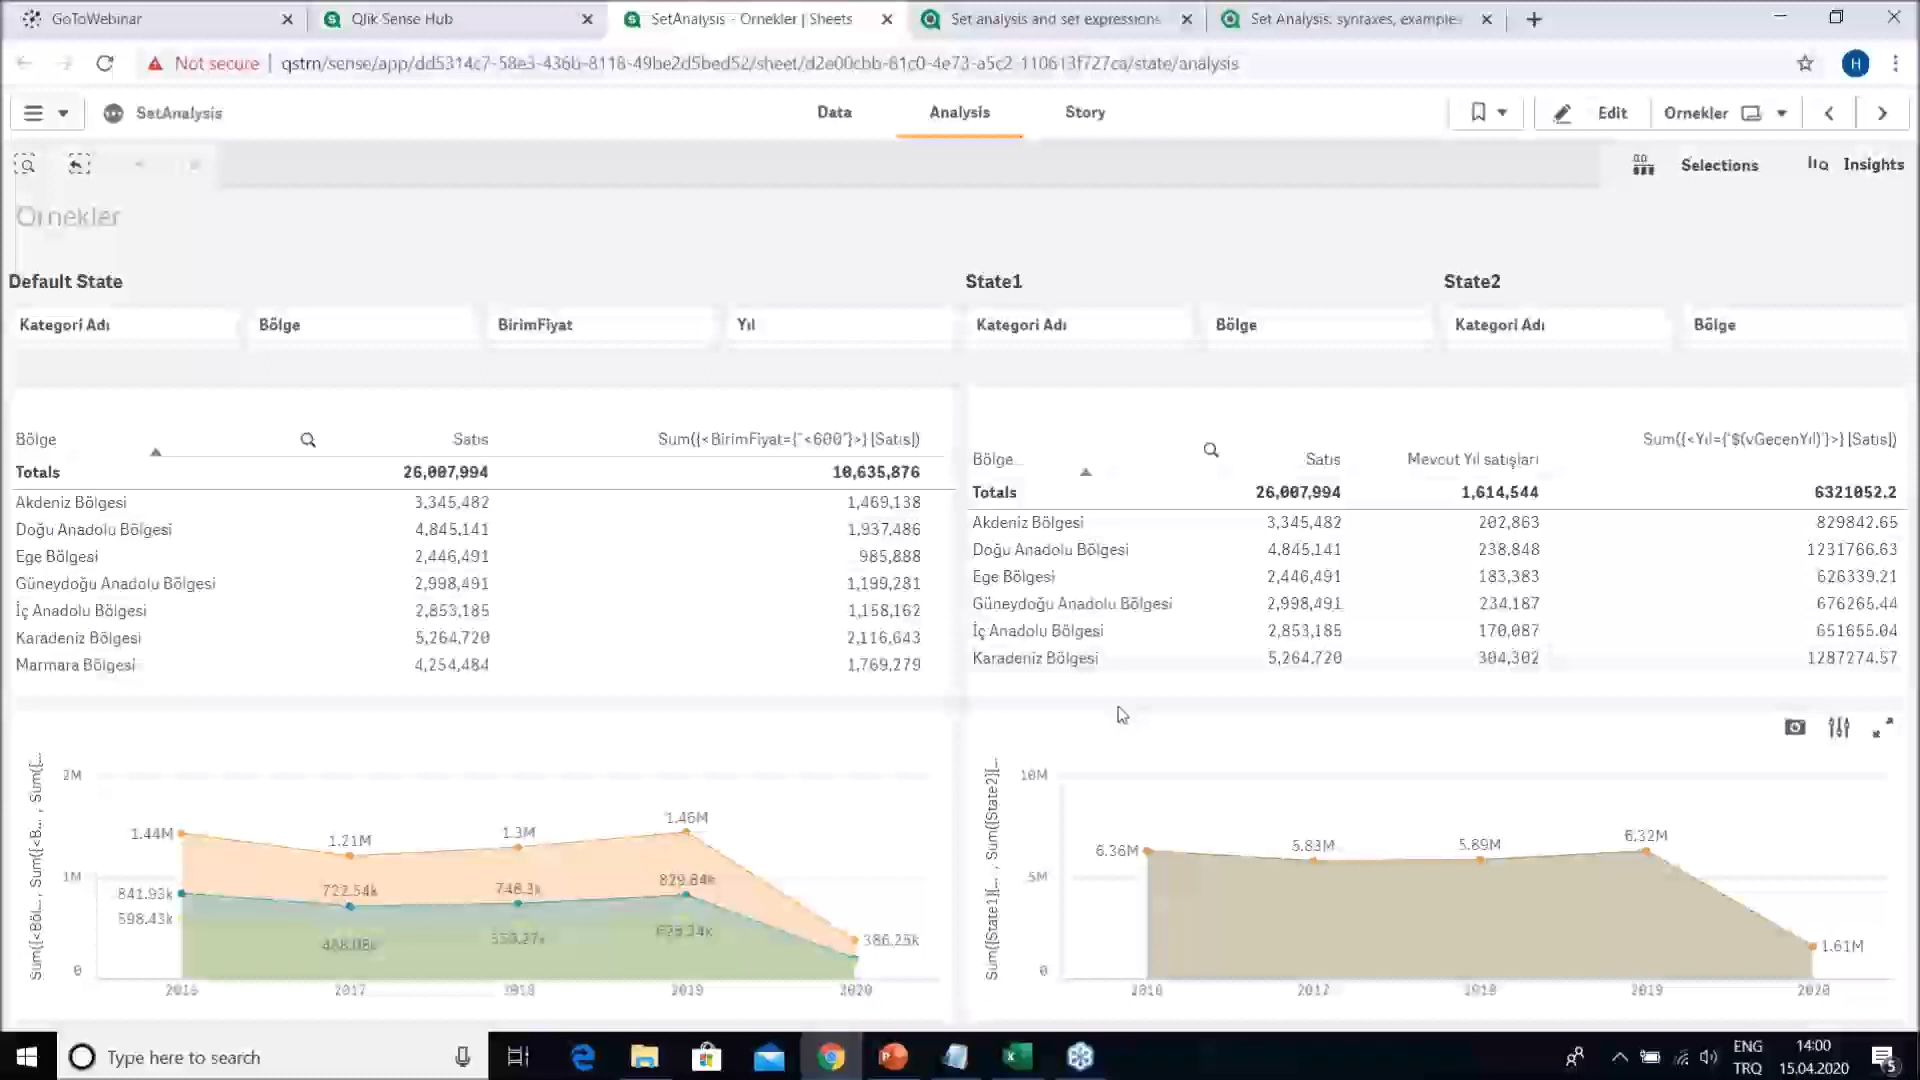 GoToWebinar
Qlik Sense Hub
SetAnalysis - Ornekler | Sheets
Set analysis and set expressions
Set Analysis: syntaxes, examples
Not secure | qstrn/sense/app/dd5314c7-58e3-436b-8118-49be2d5bed52/sheet/d2e00cbb-81c0-4e73-a5c2-110613f727ca/state/analysis
H
SetAnalysis
Data
Analysis
Story
Edit
Ornekler
Selections
Insights
Ornekler
Default State
State1
State2
Kategori Adı Bölge BirimFiyat Yıl Kategori Adı Bölge Kategori Adı Bölge
Bölge Satıs Sum({<BirimFiyat={"<600"}>} [Satıs])
Totals 26,007,994 10,635,876
Akdeniz Bölgesi 3,345,482 1,469,138
Doğu Anadolu Bölgesi 4,845,141 1,937,486
Ege Bölgesi 2,446,491 985,888
Güneydoğu Anadolu Bölgesi 2,998,491 1,199,281
İç Anadolu Bölgesi 2,853,185 1,158,162
Karadeniz Bölgesi 5,264,720 2,116,643
Marmara Bölgesi 4,254,484 1,769,279
Sum({<Yıl={'$(vGecenYıl)'}>} [Satıs])
Bölge... Satıs Mevcut Yıl satışları
Totals 26,007,994 1,614,544 6321052.2
Akdeniz Bölgesi 3,345,482 202,863 829842.65
Doğu Anadolu Bölgesi 4,845,141 238,848 1231766.63
Ege Bölgesi 2,446,491 183,383 626339.21
Güneydoğu Anadolu Bölgesi 2,998,491 234,187 676265.44
İç Anadolu Bölgesi 2,853,185 170,087 651655.04
Karadeniz Bölgesi 5,264,720 304,302 1287274.57
Sum({<Böl... , Sum({<B... , Sum({...
2M
1M
0
1.44M 1.21M 1.3M 1.46M
841.93k 722.54k 748.3k 829.84k
598.43k
386.25k
2016 2017 2018 2019 2020
Sum({State1}[... , Sum({State2}[...
10M
5M
0
6.36M 5.83M 5.89M 6.32M
1.61M
2016 2017 2018 2019 2020
Type here to search
ENG
TRQ
14:00
15.04.2020
5